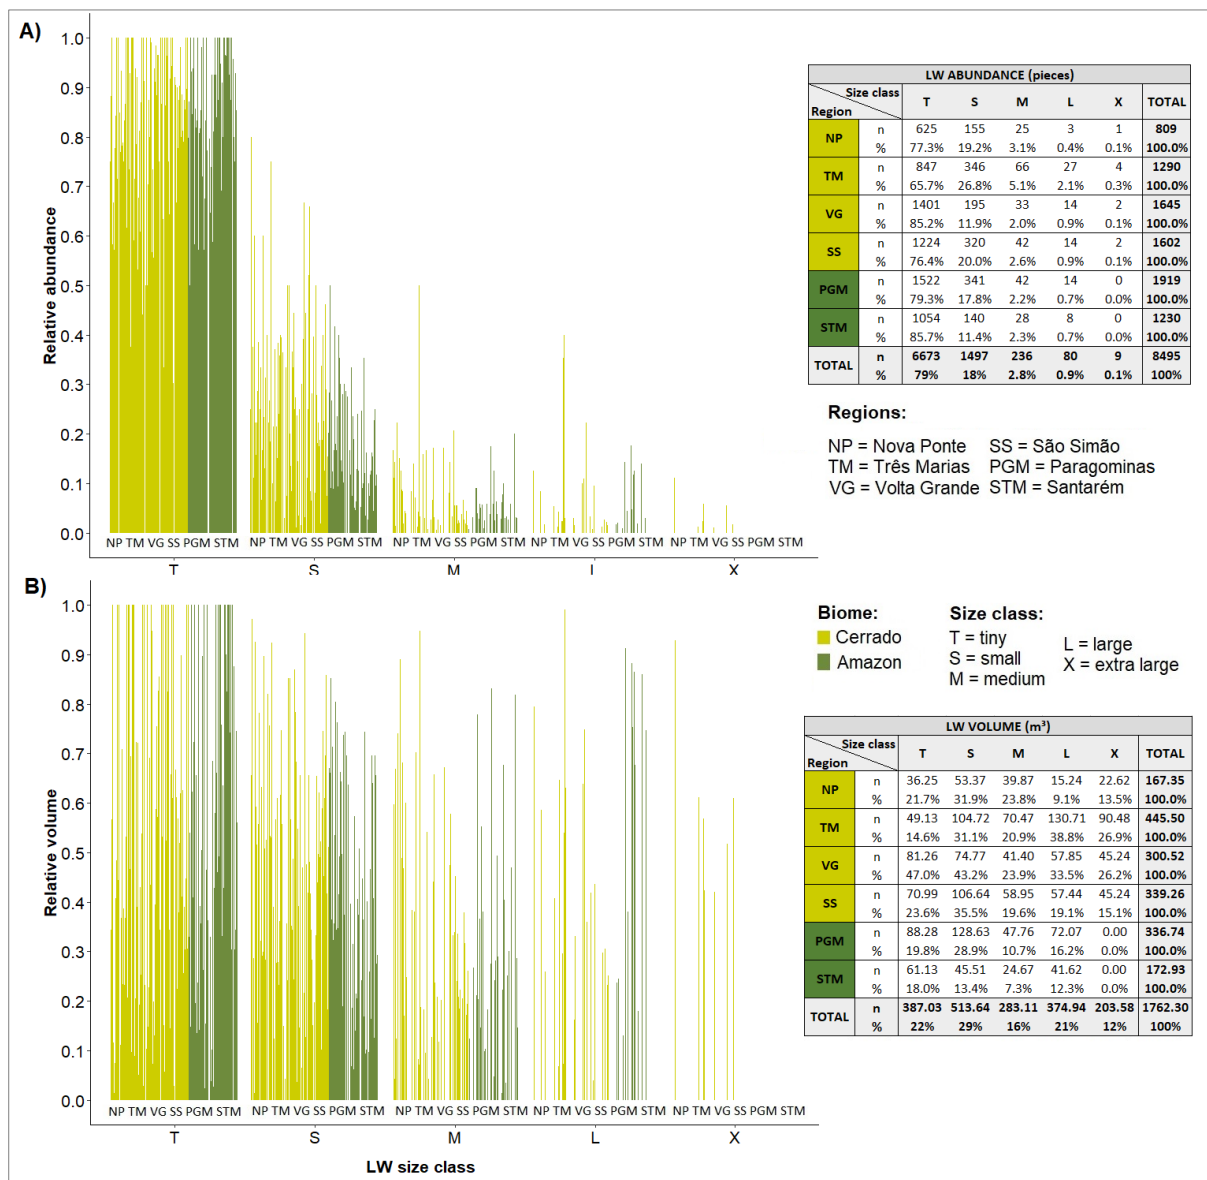 A)
1.0
0.9
0.8
0.7
0.6
0.5
0.4
0.3
0.2
0.1
0.0
Relative abundance
NP TM VG SS PGM STM
NP TM VG SS PGM STM
NP TM VG SS PGM STM
NP TM VG SS PGM STM
NP TM VG SS PGM STM
T S M L X
LW ABUNDANCE (pieces)
Size class
Region
T S M L X TOTAL
NP n 625 155 25 3 1 809
% 77.3% 19.2% 3.1% 0.4% 0.1% 100.0%
TM n 847 346 66 27 4 1290
% 65.7% 26.8% 5.1% 2.1% 0.3% 100.0%
VG n 1401 195 33 14 2 1645
% 85.2% 11.9% 2.0% 0.9% 0.1% 100.0%
SS n 1224 320 42 14 2 1602
% 76.4% 20.0% 2.6% 0.9% 0.1% 100.0%
PGM n 1522 341 42 14 0 1919
% 79.3% 17.8% 2.2% 0.7% 0.0% 100.0%
STM n 1054 140 28 8 0 1230
% 85.7% 11.4% 2.3% 0.7% 0.0% 100.0%
TOTAL n 6673 1497 236 80 9 8495
% 79% 18% 2.8% 0.9% 0.1% 100%
Regions:
NP = Nova Ponte SS = São Simão
TM = Três Marias PGM = Paragominas
VG = Volta Grande STM = Santarém
B)
1.0
0.9
0.8
0.7
0.6
0.5
0.4
0.3
0.2
0.1
0.0
Relative volume
NP TM VG SS PGM STM
NP TM VG SS PGM STM
NP TM VG SS PGM STM
NP TM VG SS PGM STM
NP TM VG SS PGM STM
T S M L X
LW size class
Biome:
Cerrado
Amazon
Size class:
T = tiny
S = small
M = medium
L = large
X = extra large
LW VOLUME (m³)
Size class
Region
T S M L X TOTAL
NP n 36.25 53.37 39.87 15.24 22.62 167.35
% 21.7% 31.9% 23.8% 9.1% 13.5% 100.0%
TM n 49.13 104.72 70.47 130.71 90.48 445.50
% 14.6% 31.1% 20.9% 38.8% 26.9% 100.0%
VG n 81.26 74.77 41.40 57.85 45.24 300.52
% 47.0% 43.2% 23.9% 33.5% 26.2% 100.0%
SS n 70.99 106.64 58.95 57.44 45.24 339.26
% 23.6% 35.5% 19.6% 19.1% 15.1% 100.0%
PGM n 88.28 128.63 47.76 72.07 0.00 336.74
% 19.8% 28.9% 10.7% 16.2% 0.0% 100.0%
STM n 61.13 45.51 24.67 41.62 0.00 172.93
% 18.0% 13.4% 7.3% 12.3% 0.0% 100.0%
TOTAL n 387.03 513.64 283.11 374.94 203.58 1762.30
% 22% 29% 16% 21% 12% 100%